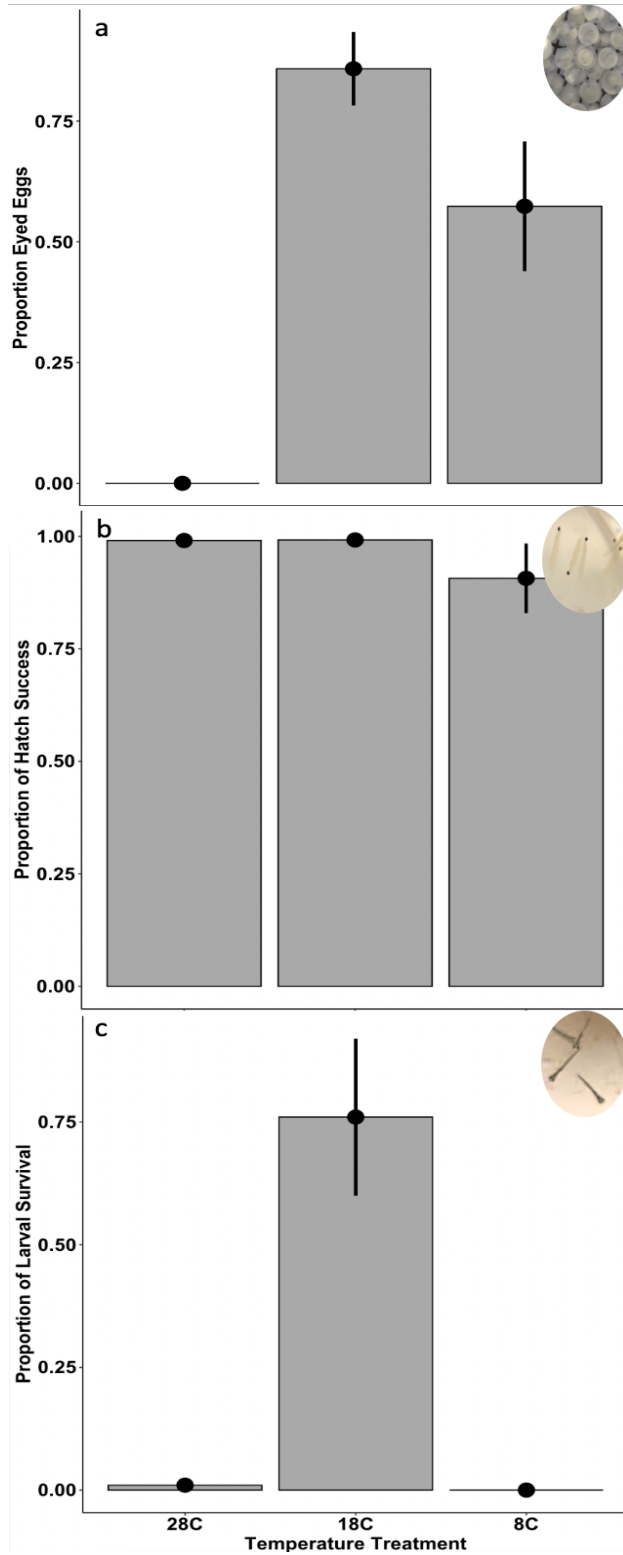 a
Proportion Eyed Eggs
0.75
0.50
0.25
0.00
b
Proportion of Hatch Success
1.00
0.75
0.50
0.25
0.00
c
Proportion of Larval Survival
0.75
0.50
0.25
0.00
28C 18C 8C
Temperature Treatment